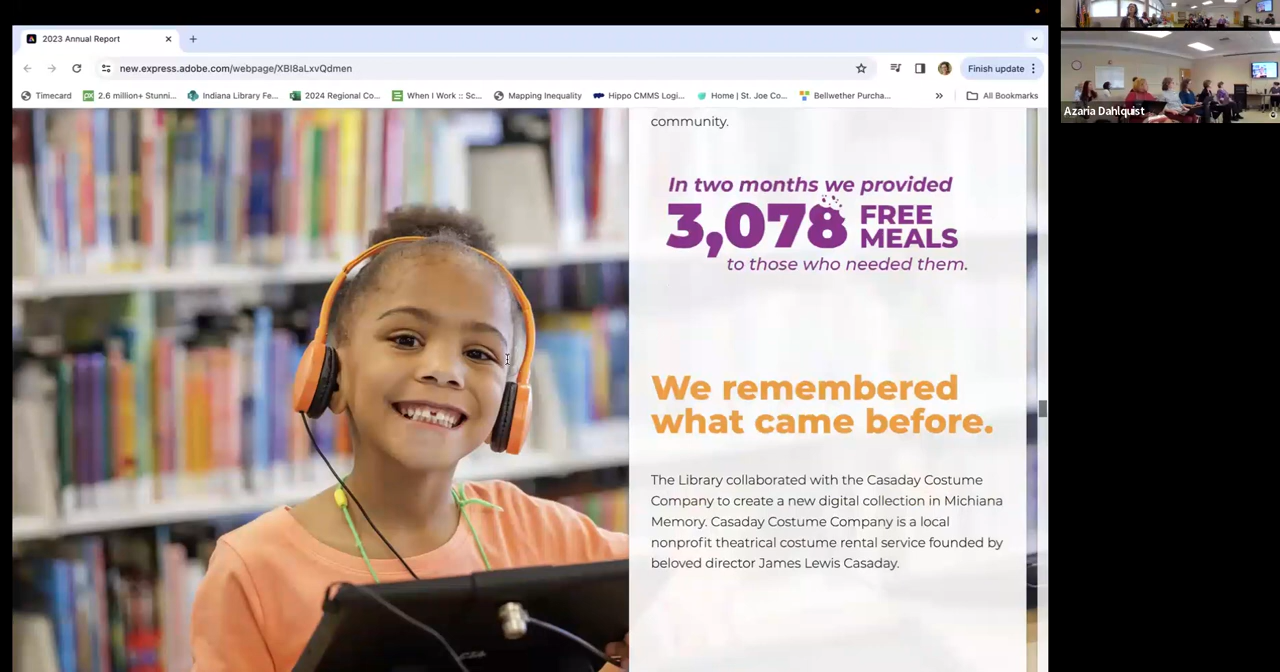 2023 Annual Report
new.express.adobe.com/webpage/XBI8aLxvQdmen
Finish update
Timecard
2.6 million+ Stunni...
Indiana Library Fe...
2024 Regional Co...
When I Work :: Sc...
Mapping Inequality
Hippo CMMS Logi...
Home | St. Joe Co...
Bellwether Purcha...
»
All Bookmarks
Azaria Dahlquist
community.
In two months we provided
3,078 FREE MEALS
to those who needed them.
We remembered
what came before.
The Library collaborated with the Casaday Costume
Company to create a new digital collection in Michiana
Memory. Casaday Costume Company is a local
nonprofit theatrical costume rental service founded by
beloved director James Lewis Casaday.